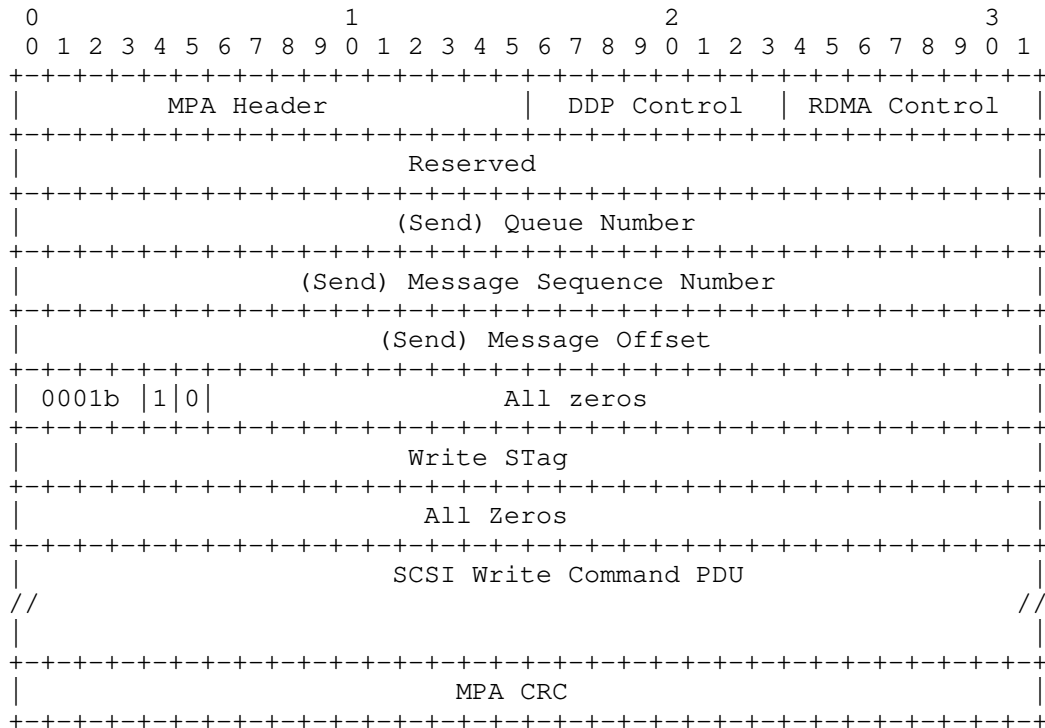 0                   1                   2                   3
0 1 2 3 4 5 6 7 8 9 0 1 2 3 4 5 6 7 8 9 0 1 2 3 4 5 6 7 8 9 0 1
+-+-+-+-+-+-+-+-+-+-+-+-+-+-+-+-+-+-+-+-+-+-+-+-+-+-+-+-+-+-+-+-+
|         MPA Header            |  DDP Control  | RDMA Control  |
+-+-+-+-+-+-+-+-+-+-+-+-+-+-+-+-+-+-+-+-+-+-+-+-+-+-+-+-+-+-+-+-+
|                        Reserved                               |
+-+-+-+-+-+-+-+-+-+-+-+-+-+-+-+-+-+-+-+-+-+-+-+-+-+-+-+-+-+-+-+-+
|                       (Send) Queue Number                     |
+-+-+-+-+-+-+-+-+-+-+-+-+-+-+-+-+-+-+-+-+-+-+-+-+-+-+-+-+-+-+-+-+
|                 (Send) Message Sequence Number                |
+-+-+-+-+-+-+-+-+-+-+-+-+-+-+-+-+-+-+-+-+-+-+-+-+-+-+-+-+-+-+-+-+
|                      (Send) Message Offset                    |
+-+-+-+-+-+-+-+-+-+-+-+-+-+-+-+-+-+-+-+-+-+-+-+-+-+-+-+-+-+-+-+-+
| 0001b |1|0|                  All zeros                        |
+-+-+-+-+-+-+-+-+-+-+-+-+-+-+-+-+-+-+-+-+-+-+-+-+-+-+-+-+-+-+-+-+
|                        Write STag                             |
+-+-+-+-+-+-+-+-+-+-+-+-+-+-+-+-+-+-+-+-+-+-+-+-+-+-+-+-+-+-+-+-+
|                         All Zeros                             |
+-+-+-+-+-+-+-+-+-+-+-+-+-+-+-+-+-+-+-+-+-+-+-+-+-+-+-+-+-+-+-+-+
|                       SCSI Write Command PDU                  |
//                                                             //
|                                                               |
+-+-+-+-+-+-+-+-+-+-+-+-+-+-+-+-+-+-+-+-+-+-+-+-+-+-+-+-+-+-+-+-+
|                           MPA CRC                             |
+-+-+-+-+-+-+-+-+-+-+-+-+-+-+-+-+-+-+-+-+-+-+-+-+-+-+-+-+-+-+-+-+